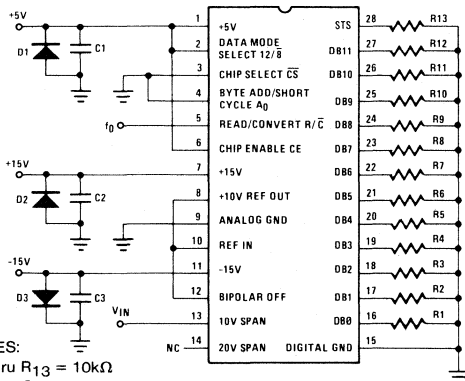 +5V
D1
C1
+15V
D2
C2
-15V
D3
C3
f0
VIN
NC
1 +5V
2 DATA MODE SELECT 12/8̅
3 CHIP SELECT C̅S̅
4 BYTE ADD/SHORT CYCLE A0
5 READ/CONVERT R/C̅
6 CHIP ENABLE CE
7 +15V
8 +10V REF OUT
9 ANALOG GND
10 REF IN
11 -15V
12 BIPOLAR OFF
13 10V SPAN
14 20V SPAN
STS 28 R13
DB11 27 R12
DB10 26 R11
DB9 25 R10
DB8 24 R9
DB7 23 R8
DB6 22 R7
DB5 21 R6
DB4 20 R5
DB3 19 R4
DB2 18 R3
DB1 17 R2
DB0 16 R1
DIGITAL GND 15
ES:
ru R13 = 10kΩ